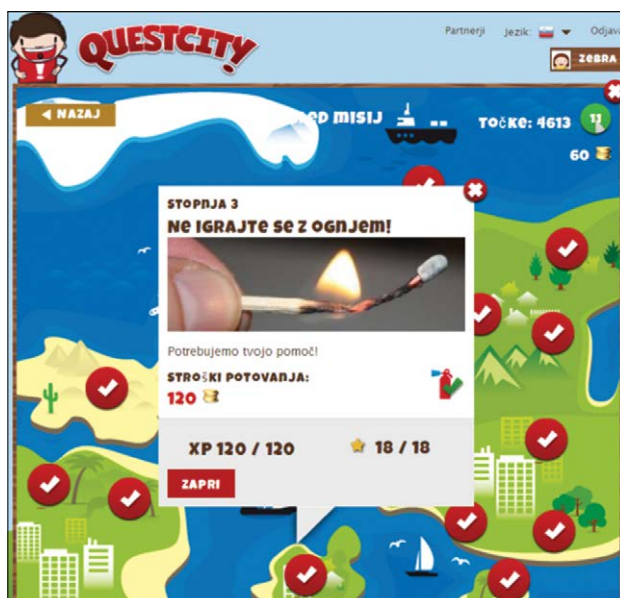 QUESTCITY
Partnerji Jezik: Odjava
ZEBRA
NAZAJ
MISIJ
TOČKE: 4613 11
60
STOPNJA 3
NE IGRAJTE SE Z OGNJEM!
Potrebujemo tvojo pomoč!
STROŠKI POTOVANJA:
120
XP 120 / 120 18 / 18
ZAPRI